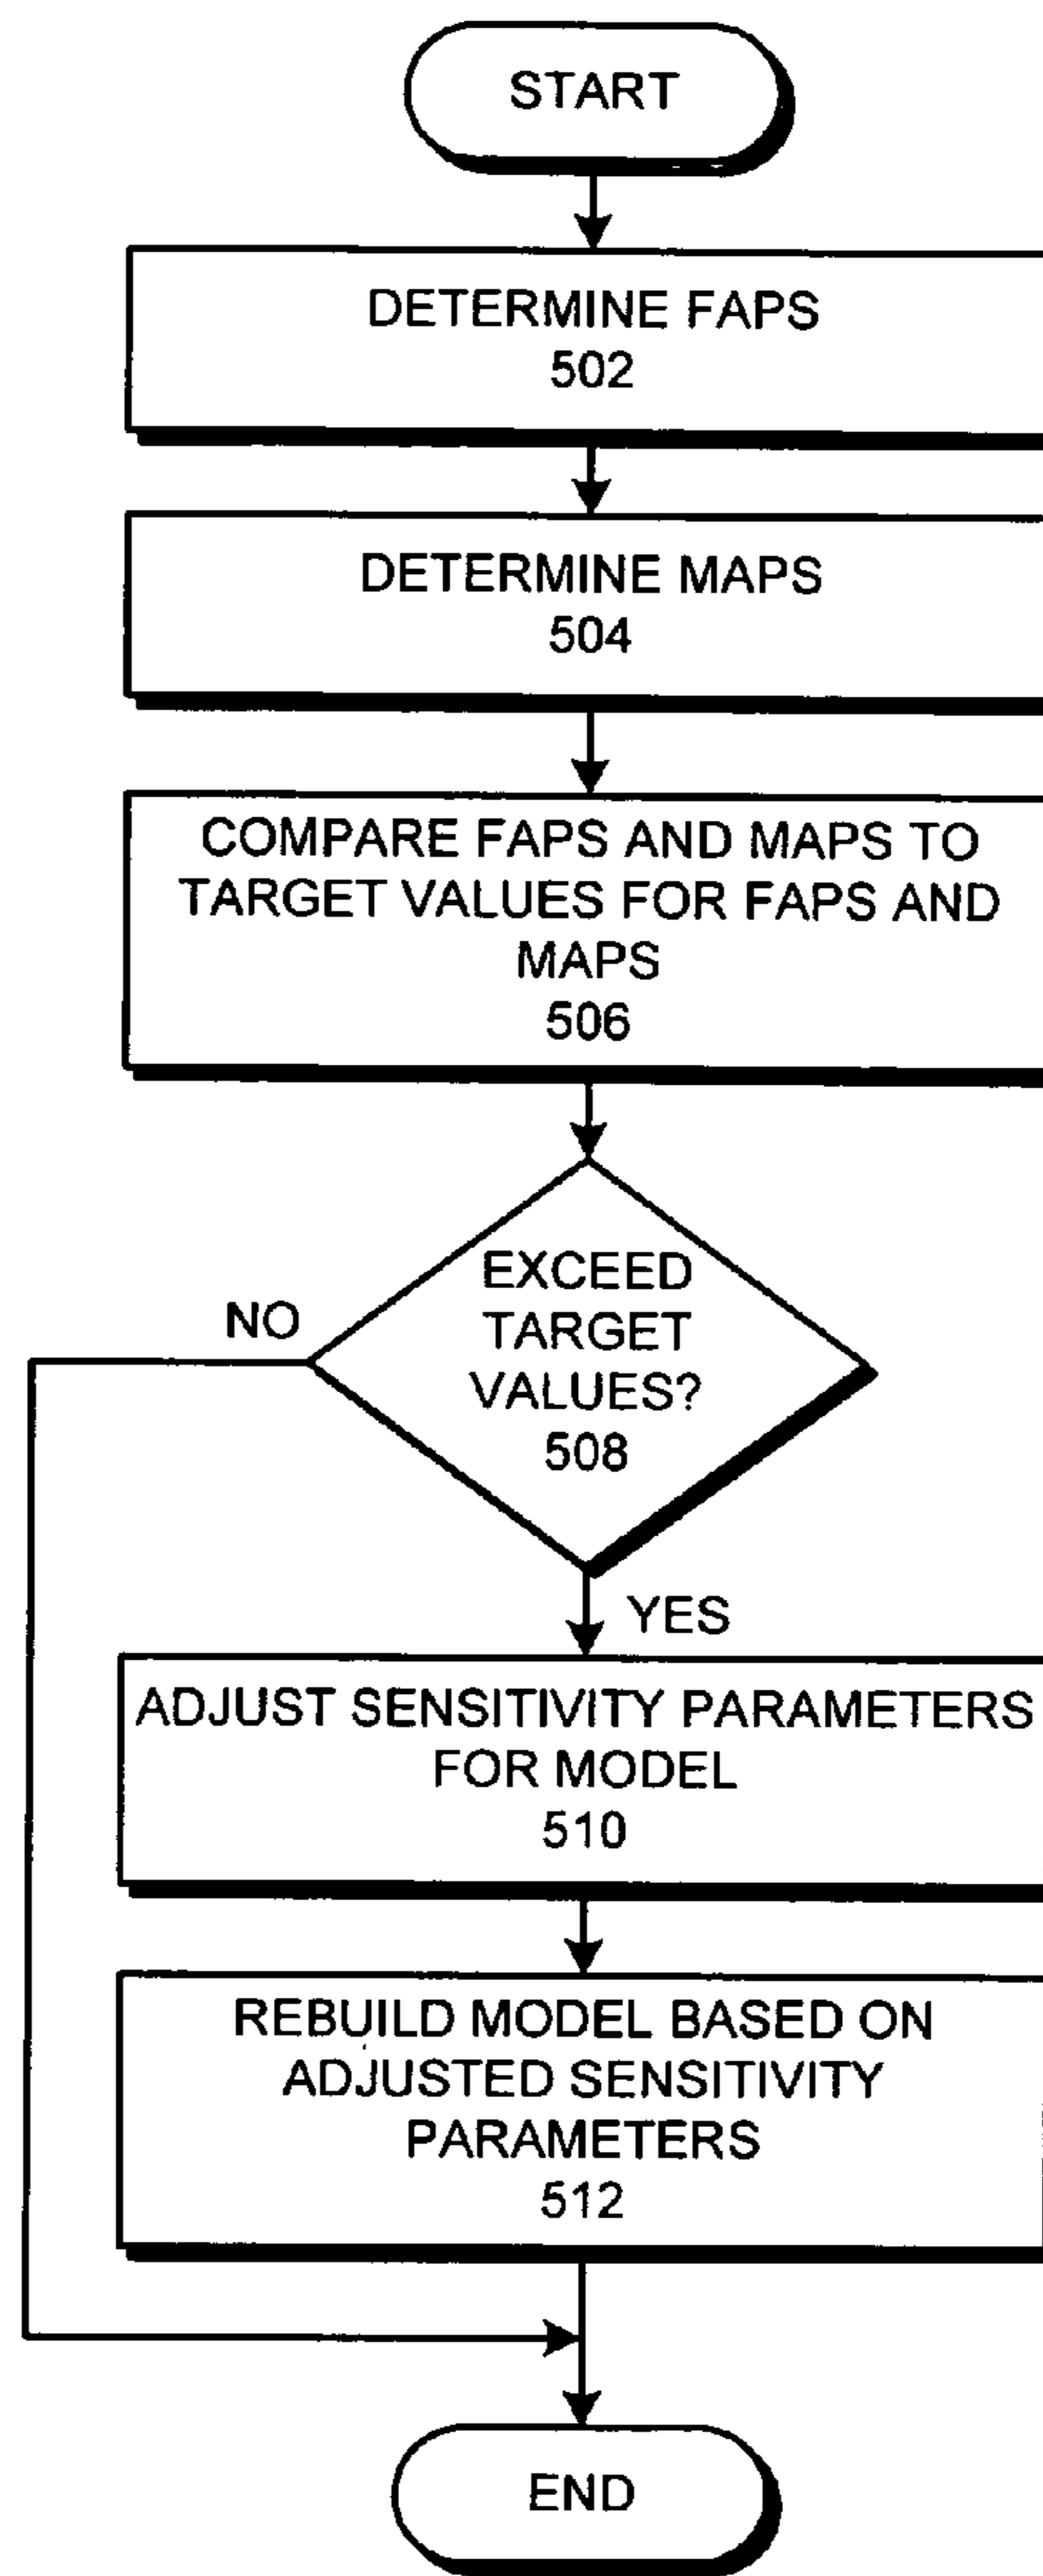 START
DETERMINE FAPS
502
DETERMINE MAPS
504
COMPARE FAPS AND MAPS TO
TARGET VALUES FOR FAPS AND
MAPS
506
EXCEED
TARGET
VALUES?
508
NO
YES
ADJUST SENSITIVITY PARAMETERS
FOR MODEL
510
REBUILD MODEL BASED ON
ADJUSTED SENSITIVITY
PARAMETERS
512
END